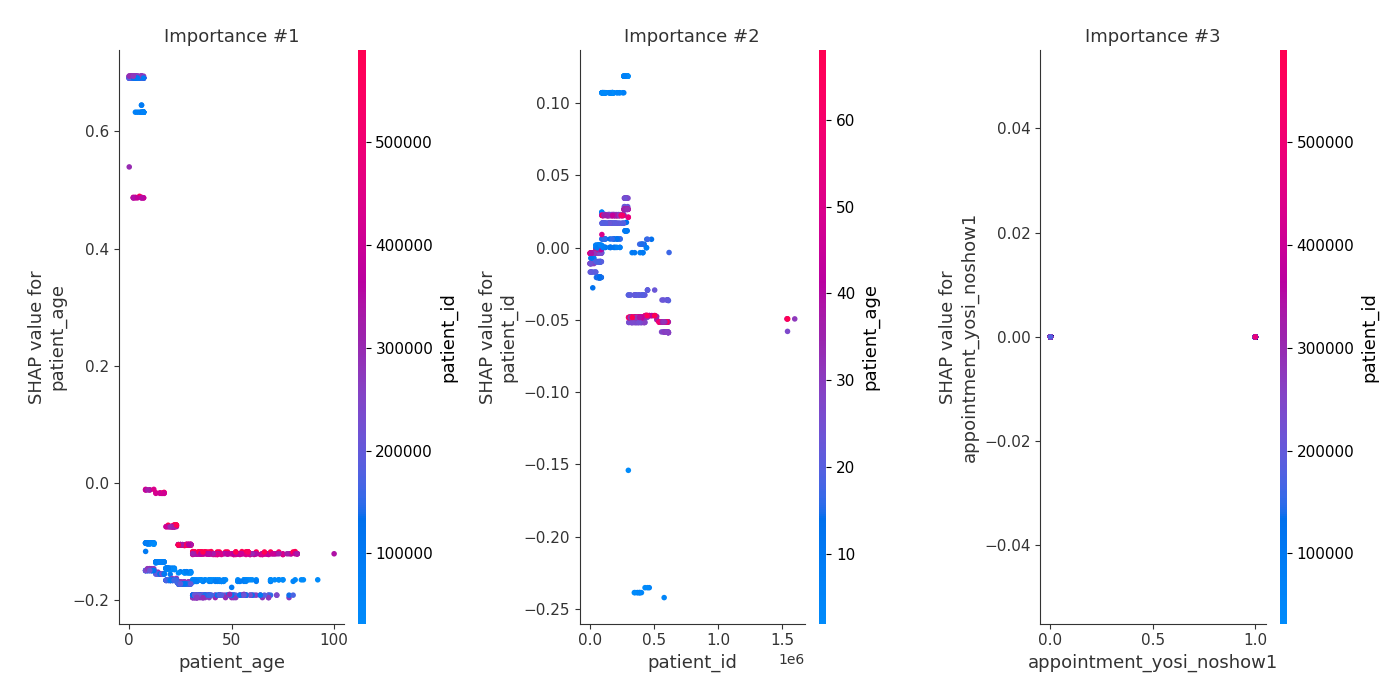 Importance #1
0.6
0.4
0.2
0.0
−0.2
SHAP value for
patient_age
0
50
100
patient_age
500000
400000
300000
200000
100000
patient_id
Importance #2
0.10
0.05
0.00
−0.05
−0.10
−0.15
−0.20
−0.25
SHAP value for
patient_id
0.0
0.5
1.0
1.5
1e6
patient_id
60
50
40
30
20
10
patient_age
Importance #3
0.04
0.02
0.00
−0.02
−0.04
SHAP value for
appointment_yosi_noshow1
0.0
0.5
1.0
appointment_yosi_noshow1
500000
400000
300000
200000
100000
patient_id